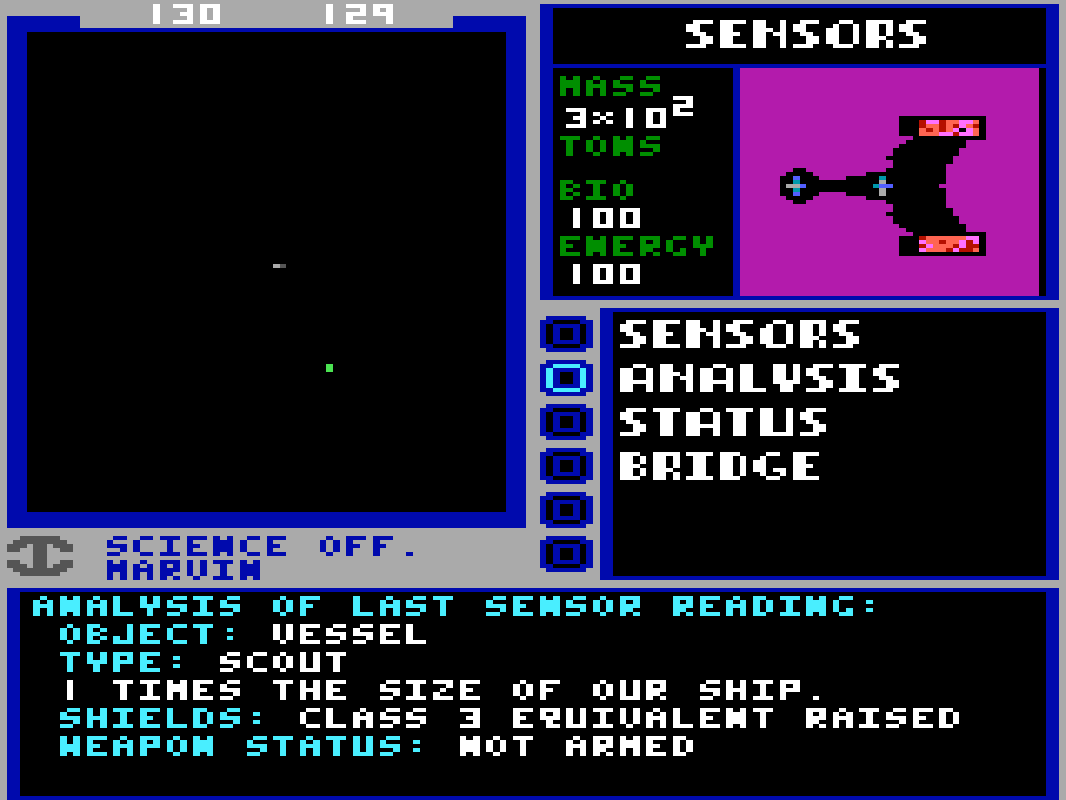 130 129
SENSORS
MASS
3×10²
TONS
BIO
100
ENERGY
100
SENSORS
ANALYSIS
STATUS
BRIDGE
SCIENCE OFF.
MARVIN
ANALYSIS OF LAST SENSOR READING:
OBJECT: VESSEL
TYPE: SCOUT
1 TIMES THE SIZE OF OUR SHIP.
SHIELDS: CLASS 3 EQUIVALENT RAISED
WEAPON STATUS: NOT ARMED